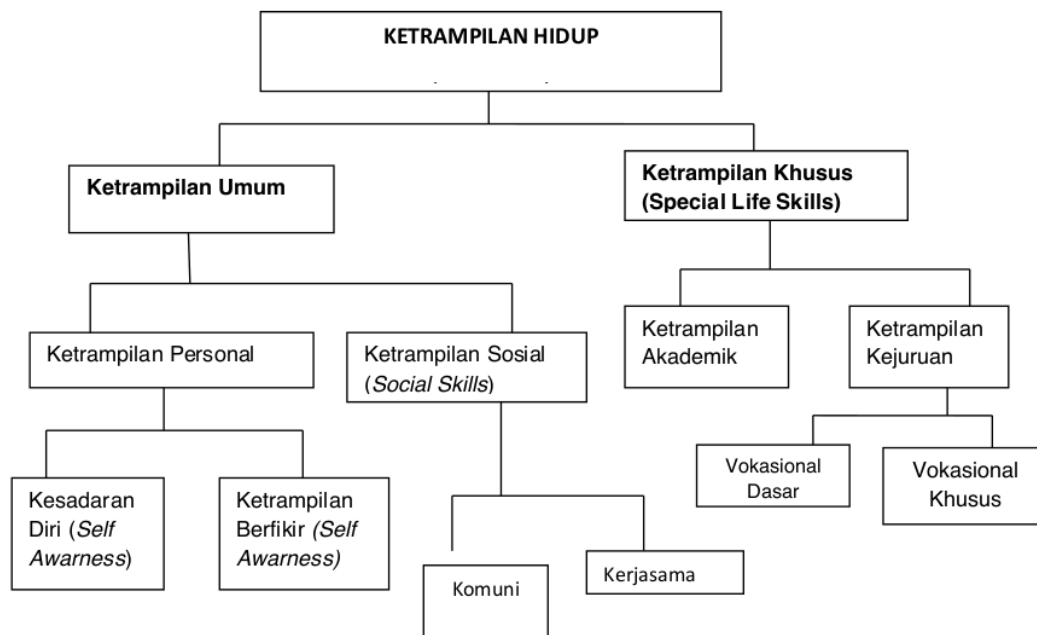 KETRAMPILAN HIDUP
Ketrampilan Umum
Ketrampilan Khusus
(Special Life Skills)
Ketrampilan Personal
Ketrampilan Sosial
(Social Skills)
Ketrampilan
Akademik
Ketrampilan
Kejuruan
Kesadaran
Diri (Self
Awarness)
Ketrampilan
Berfikir (Self
Awarness)
Komuni
Kerjasama
Vokasional
Dasar
Vokasional
Khusus